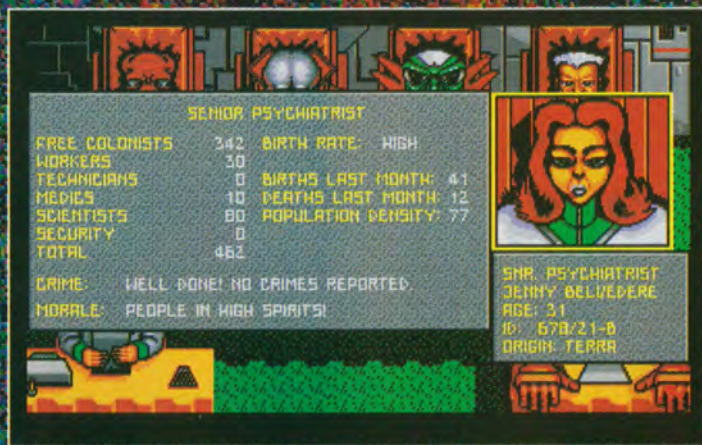 SENIOR PSYCHIATRIST
FREE COLONISTS 342 BIRTH RATE: HIGH
WORKERS 30
TECHNICIANS 0 BIRTHS LAST MONTH: 41
MEDICS 10 DEATHS LAST MONTH: 12
SCIENTISTS 80 POPULATION DENSITY: 77
SECURITY 0
TOTAL 462
CRIME: WELL DONE! NO CRIMES REPORTED.
MORALE: PEOPLE IN HIGH SPIRITS!
SNR. PSYCHIATRIST
JENNY BELVEDERE
AGE: 31
ID: 678/21-B
ORIGIN: TERRA